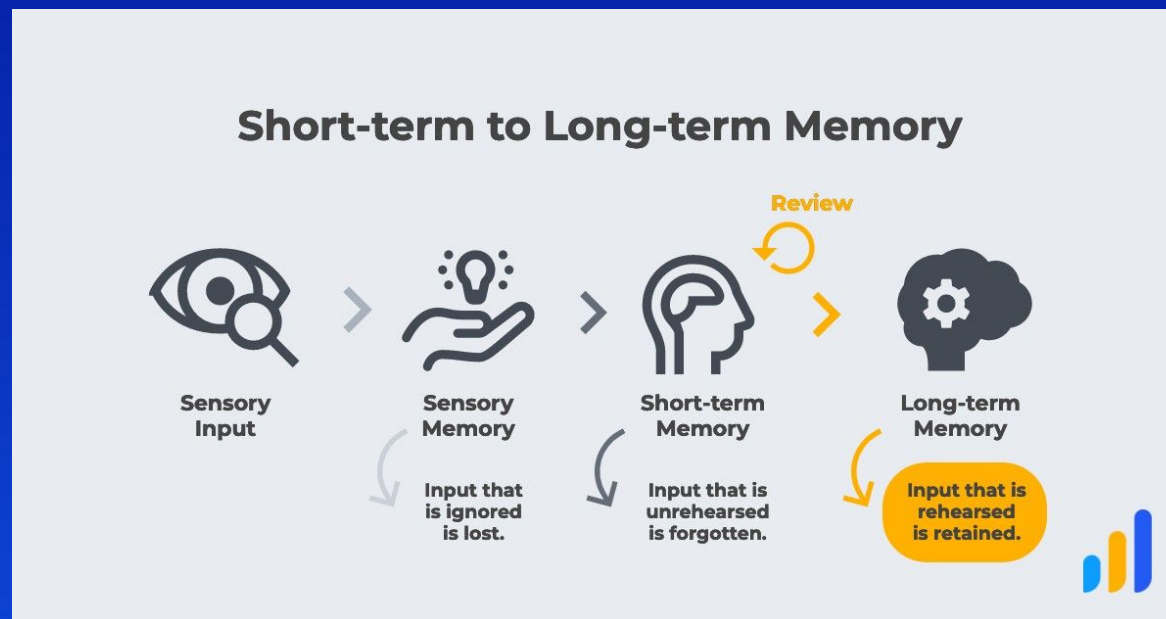 Short-term to Long-term Memory
Review
Sensory
Input
Sensory
Memory
Short-term
Memory
Long-term
Memory
Input that
is ignored
is lost.
Input that is
unrehearsed
is forgotten.
Input that is
rehearsed
is retained.